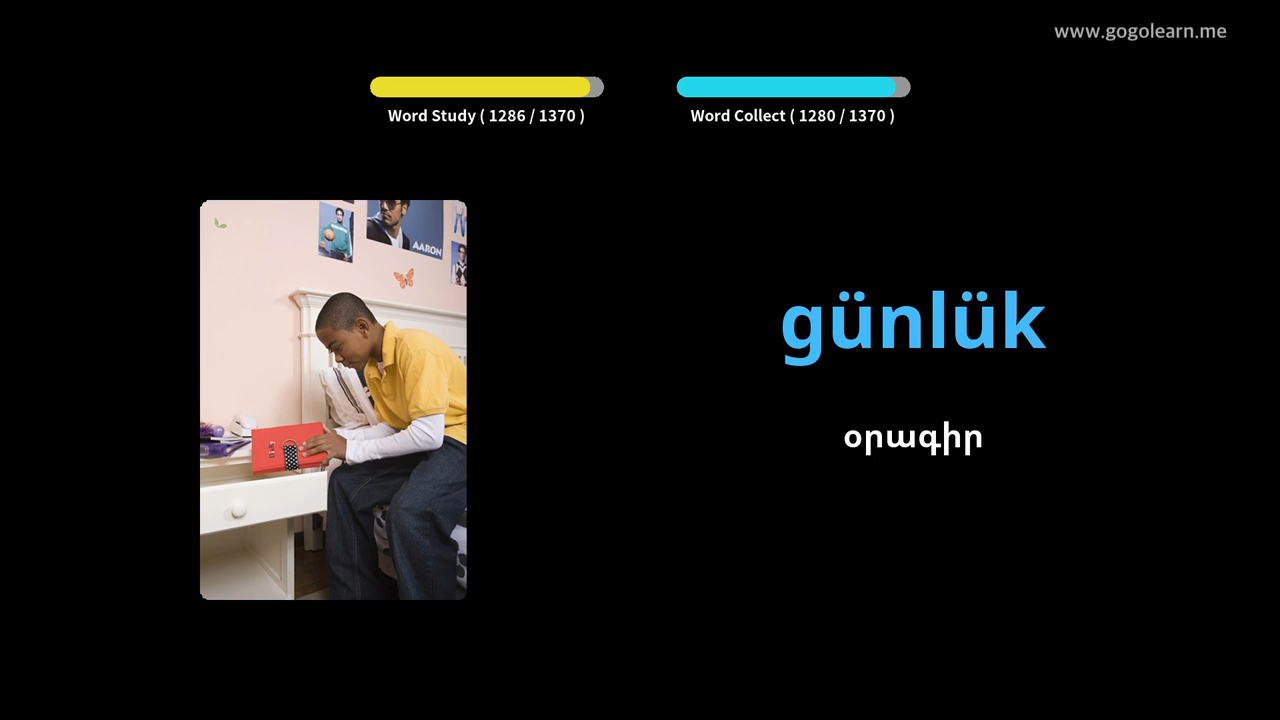 www.gogolearn.me
Word Study ( 1286 / 1370 )
Word Collect ( 1280 / 1370 )
AARON
günlük
օրագիր